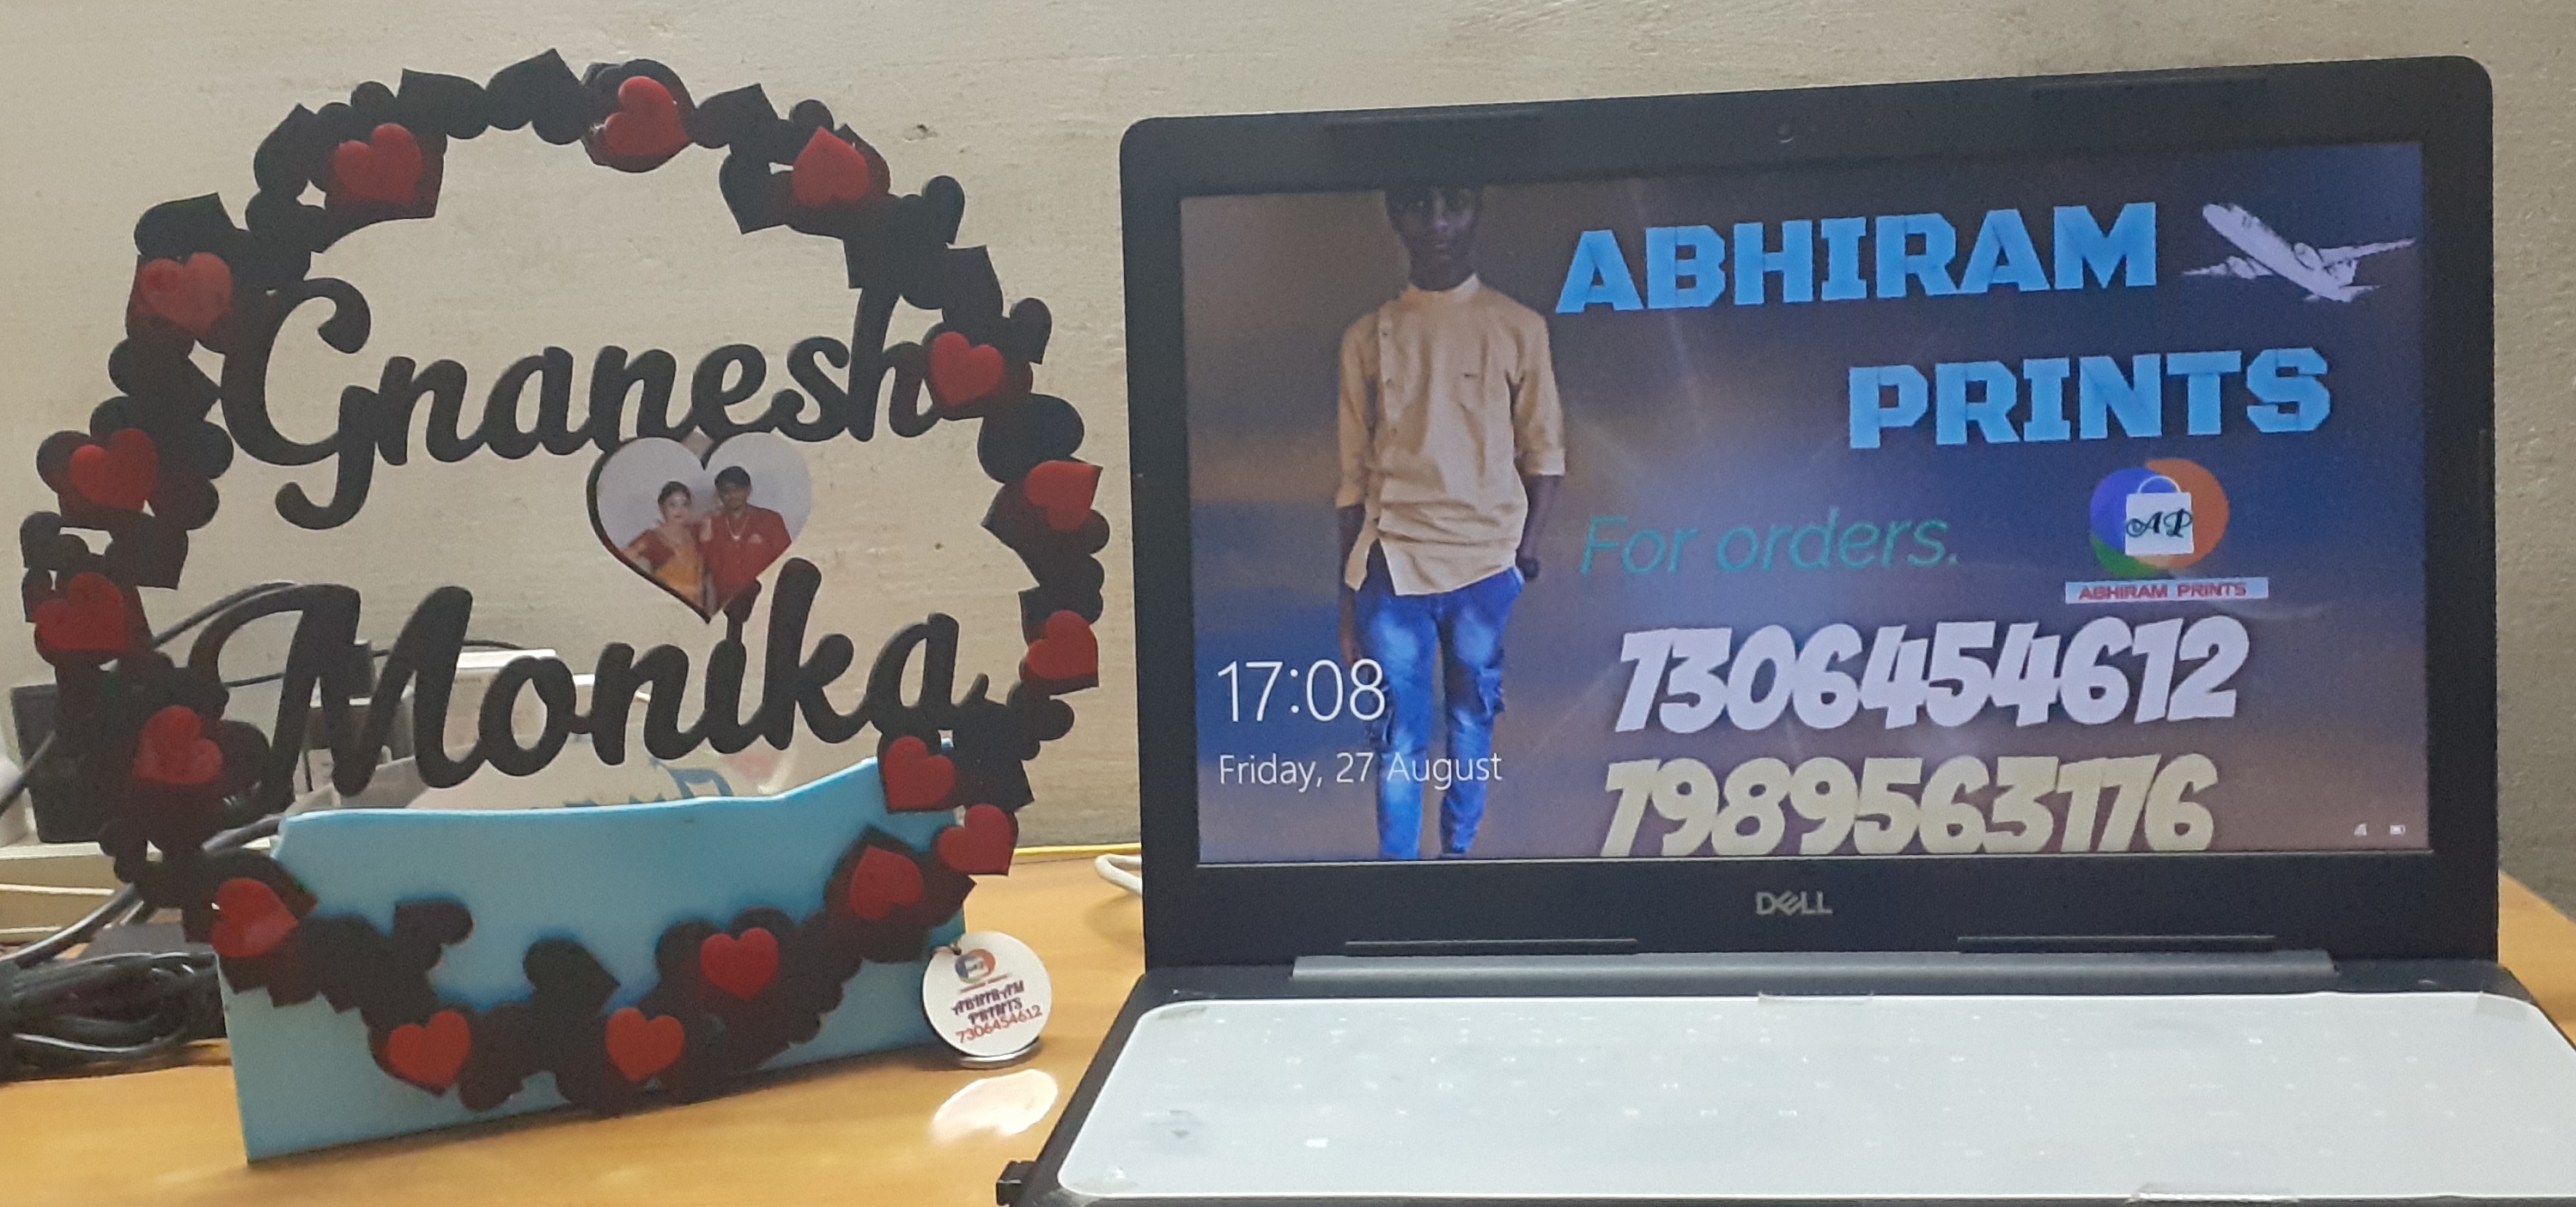 Gnanesh
Monika
ABHIRAM
PRINTS
7306454612
ABHIRAM
PRINTS
For orders.
AP
ABHIRAM PRINTS
7306454612
7989563176
17:08
Friday, 27 August
DELL